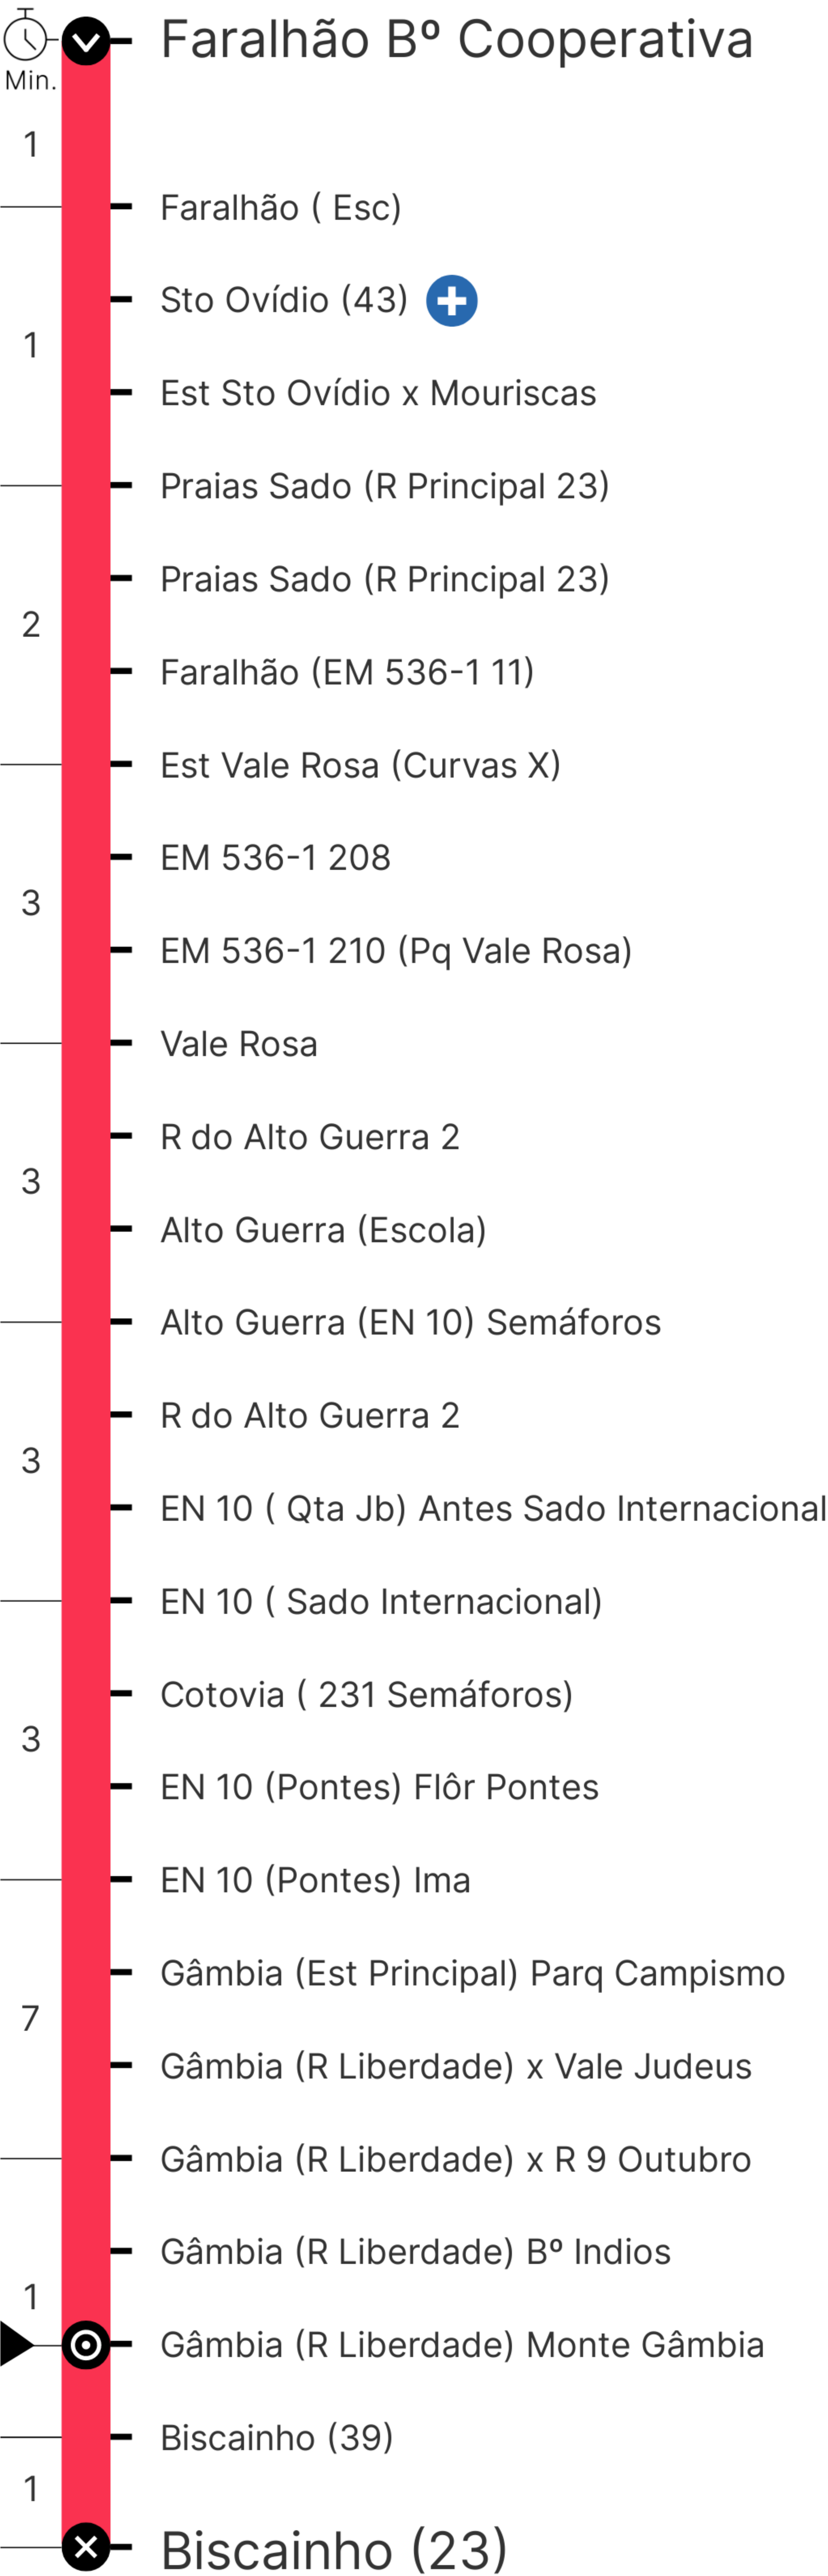 Faralhão Bº Cooperativa
Min.
1
Faralhão ( Esc)
Sto Ovídio (43)
1
Est Sto Ovídio x Mouriscas
Praias Sado (R Principal 23)
Praias Sado (R Principal 23)
2
Faralhão (EM 536-1 11)
Est Vale Rosa (Curvas X)
EM 536-1 208
3
EM 536-1 210 (Pq Vale Rosa)
Vale Rosa
R do Alto Guerra 2
3
Alto Guerra (Escola)
Alto Guerra (EN 10) Semáforos
R do Alto Guerra 2
3
EN 10 ( Qta Jb) Antes Sado Internacional
EN 10 ( Sado Internacional)
Cotovia ( 231 Semáforos)
3
EN 10 (Pontes) Flôr Pontes
EN 10 (Pontes) Ima
Gâmbia (Est Principal) Parq Campismo
7
Gâmbia (R Liberdade) x Vale Judeus
Gâmbia (R Liberdade) x R 9 Outubro
Gâmbia (R Liberdade) Bº Indios
1
Gâmbia (R Liberdade) Monte Gâmbia
Biscainho (39)
1
Biscainho (23)